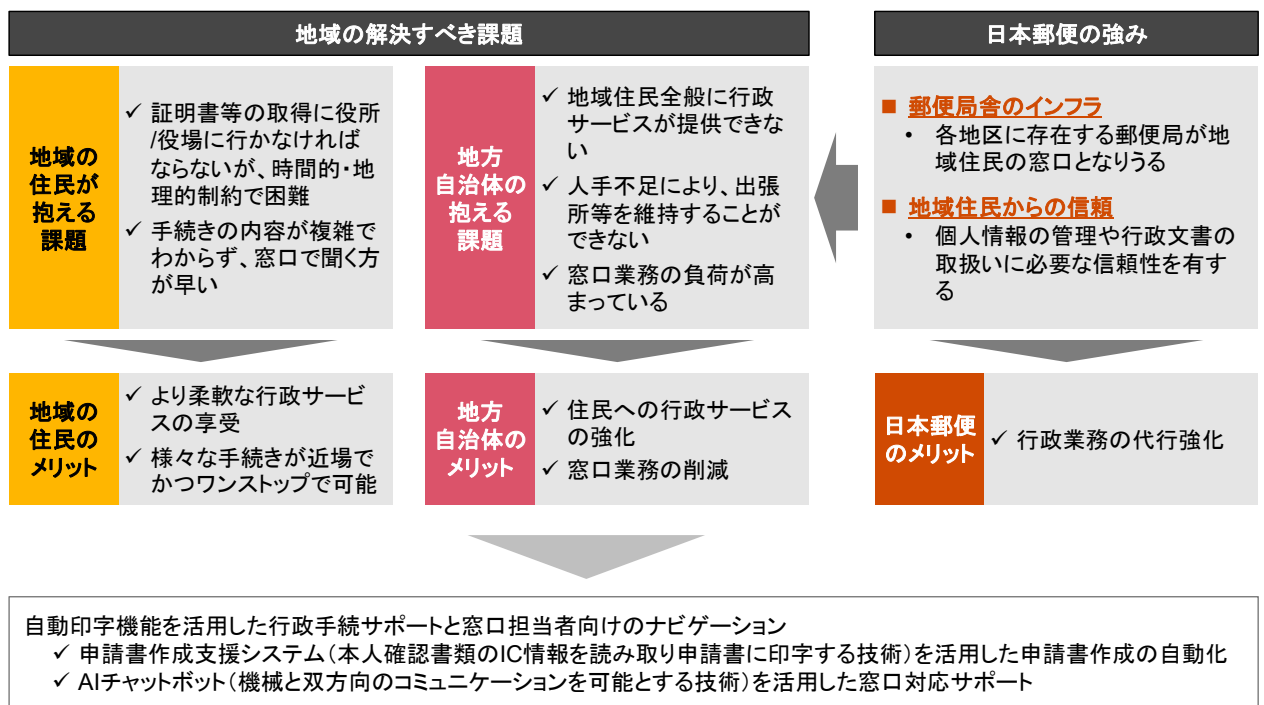 地域の解決すべき課題
地域の
住民が
抱える
課題
✓ 証明書等の取得に役所
/役場に行かなければ
ならないが、時間的・地
理的制約で困難
✓ 手続きの内容が複雑で
わからず、窓口で聞く方
が早い
地方
自治体の
抱える
課題
✓ 地域住民全般に行政
サービスが提供できな
い
✓ 人手不足により、出張
所等を維持することが
できない
✓ 窓口業務の負荷が高
まっている
日本郵便の強み
■ 郵便局舎のインフラ
• 各地区に存在する郵便局が地
域住民の窓口となりうる
■ 地域住民からの信頼
• 個人情報の管理や行政文書の
取扱いに必要な信頼性を有す
る
地域の
住民の
メリット
✓ より柔軟な行政サービ
スの享受
✓ 様々な手続きが近場で
かつワンストップで可能
地方
自治体の
メリット
✓ 住民への行政サービス
の強化
✓ 窓口業務の削減
日本郵便
のメリット
✓ 行政業務の代行強化
自動印字機能を活用した行政手続サポートと窓口担当者向けのナビゲーション
✓ 申請書作成支援システム（本人確認書類のIC情報を読み取り申請書に印字する技術）を活用した申請書作成の自動化
✓ AIチャットボット（機械と双方向のコミュニケーションを可能とする技術）を活用した窓口対応サポート